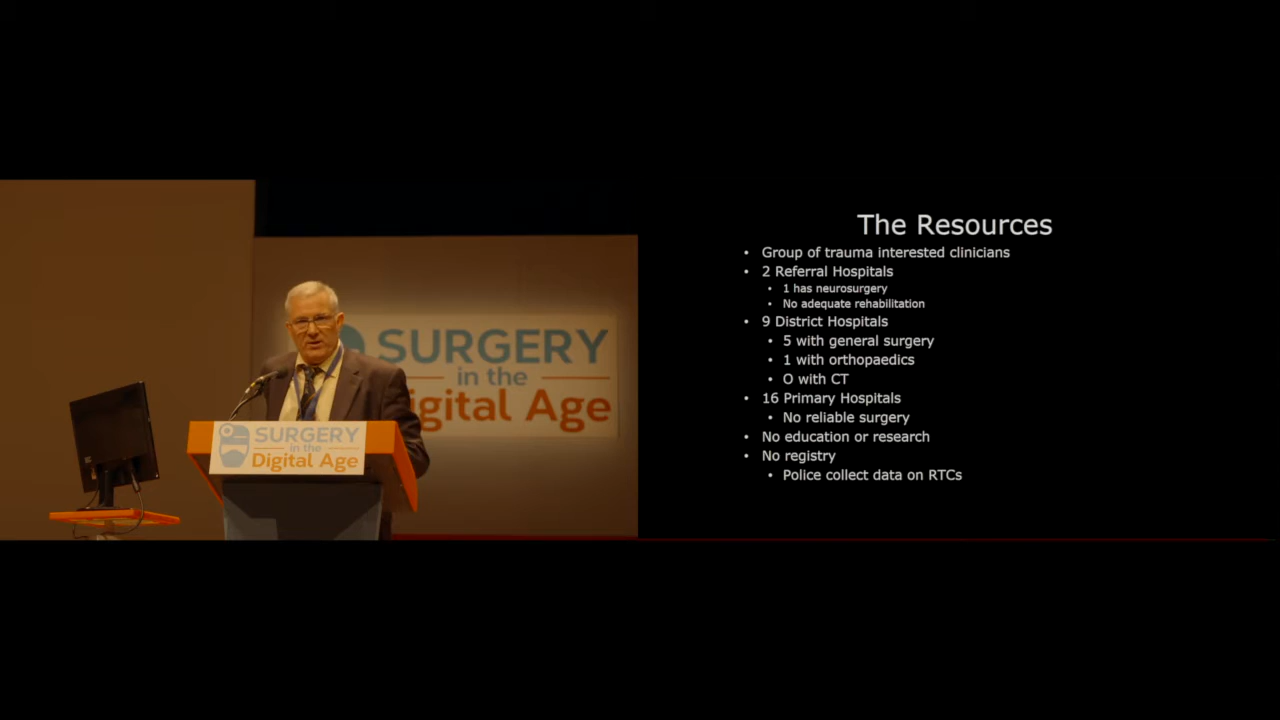 SURGERY
in the
igital Age
SURGERY
in the
Digital Age
The Resources
• Group of trauma interested clinicians
• 2 Referral Hospitals
• 1 has neurosurgery
• No adequate rehabilitation
• 9 District Hospitals
• 5 with general surgery
• 1 with orthopaedics
• O with CT
• 16 Primary Hospitals
• No reliable surgery
• No education or research
• No registry
• Police collect data on RTCs